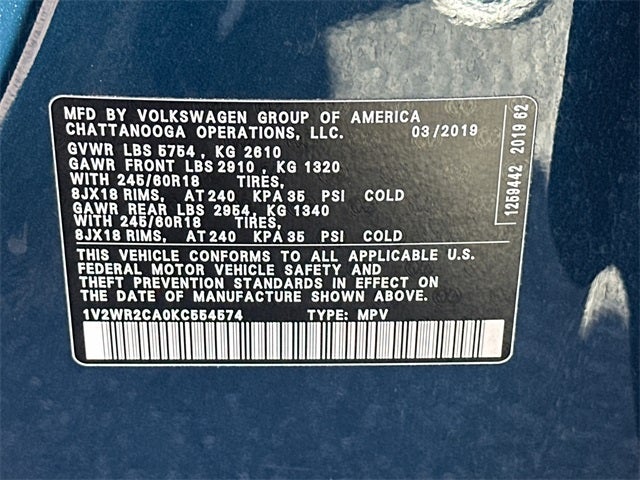 MFD BY VOLKSWAGEN GROUP OF AMERICA
CHATTANOOGA OPERATIONS, LLC. 03/2019
GVWR LBS 5754 , KG 2610
GAWR FRONT LBS 2910 , KG 1320
WITH 245/60R18 TIRES,
8JX18 RIMS, AT 240 KPA 35 PSI COLD
GAWR REAR LBS 2954, KG 1340
WITH 245/60R18 TIRES,
8JX18 RIMS, AT 240 KPA 35 PSI COLD
THIS VEHICLE CONFORMS TO ALL APPLICABLE U.S.
FEDERAL MOTOR VEHICLE SAFETY AND
THEFT PREVENTION STANDARDS IN EFFECT ON
THE DATE OF MANUFACTURE SHOWN ABOVE.
1V2WR2CA0KC554574 TYPE: MPV
1259442 2019 62